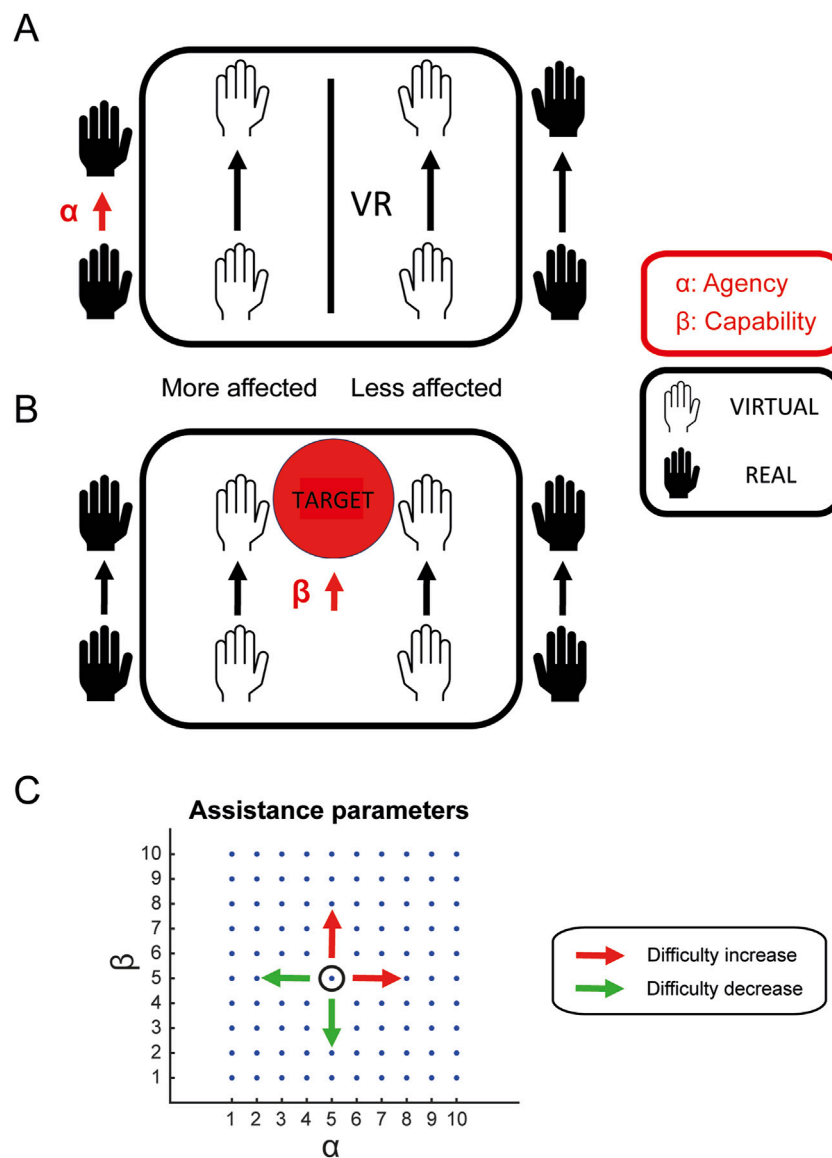 A
VR
α
α: Agency
β: Capability
More affected
Less affected
VIRTUAL
REAL
B
TARGET
β
C
Assistance parameters
10
9
8
7
6
5
4
3
2
1
β
1 2 3 4 5 6 7 8 9 10
α
Difficulty increase
Difficulty decrease